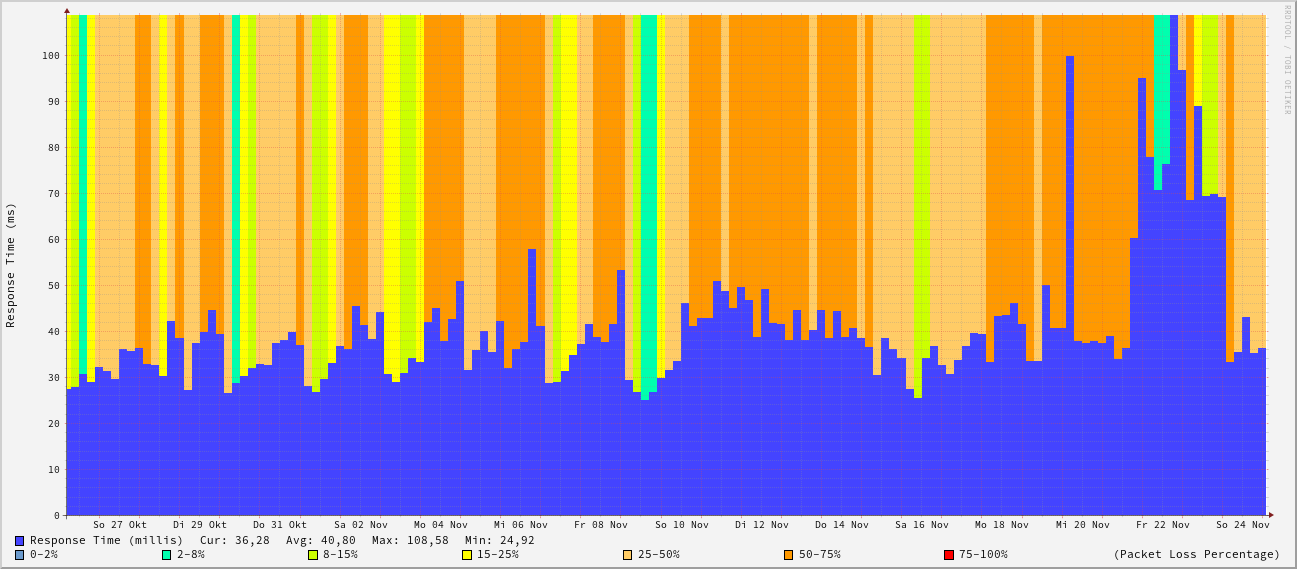 RRDTOOL / TOBI OETIKER
Response Time (ms)
100
90
80
70
60
50
40
30
20
10
0
So 27 Okt Di 29 Okt Do 31 Okt Sa 02 Nov Mo 04 Nov Mi 06 Nov Fr 08 Nov So 10 Nov Di 12 Nov Do 14 Nov Sa 16 Nov Mo 18 Nov Mi 20 Nov Fr 22 Nov So 24 Nov
Response Time (millis) Cur: 36,28 Avg: 40,80 Max: 108,58 Min: 24,92
0-2% 2-8% 8-15% 15-25% 25-50% 50-75% 75-100% (Packet Loss Percentage)